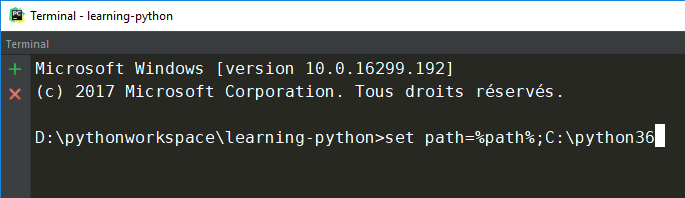 Terminal - learning-python
Terminal
Microsoft Windows [version 10.0.16299.192]
(c) 2017 Microsoft Corporation. Tous droits réservés.
D:\pythonworkspace\learning-python>set path=%path%;C:\python36